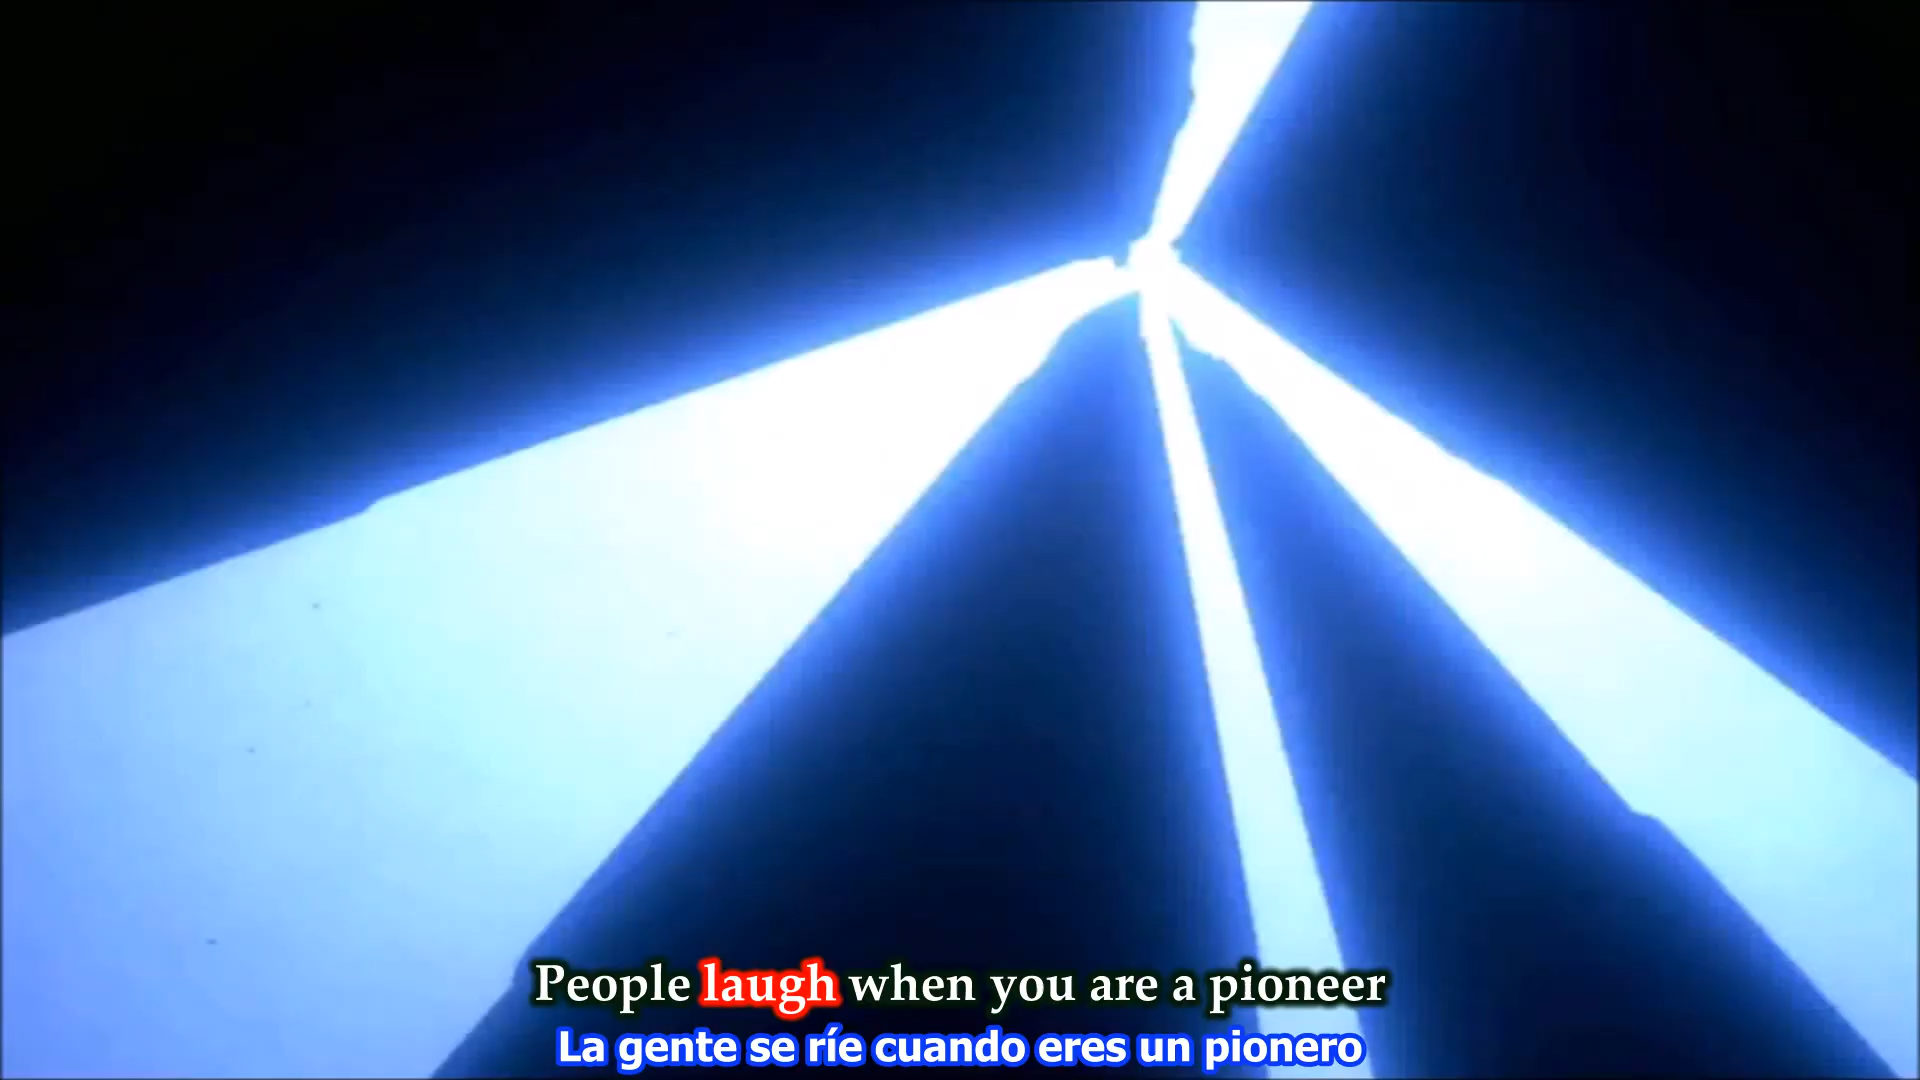 People laugh when you are a pioneer
La gente se ríe cuando eres un pionero